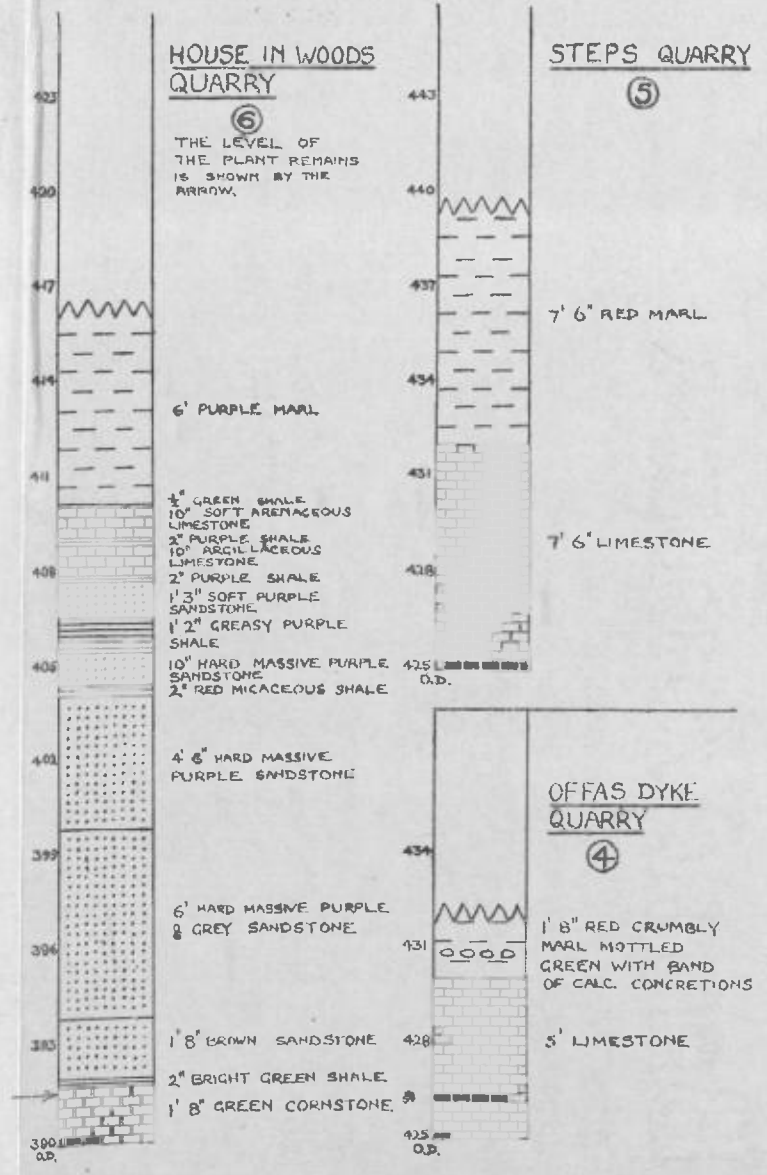 HOUSE IN WOODS
QUARRY
6
THE LEVEL OF
THE PLANT REMAINS
IS SHOWN BY THE
ARROW.
423
420
417
414
411
408
405
402
399
396
393
390
O.D.
6' PURPLE MARL
½" GREEN SHALE
10" SOFT ARENACEOUS
LIMESTONE
2" PURPLE SHALE
10" ARGILLACEOUS
LIMESTONE
2" PURPLE SHALE
1' 3" SOFT PURPLE
SANDSTONE
1' 2" GREASY PURPLE
SHALE
10" HARD MASSIVE PURPLE
SANDSTONE
2" RED MICACEOUS SHALE
HARD MASSIVE
PURPLE SANDSTONE
6' HARD MASSIVE PURPLE
& GREY SANDSTONE
1' 8" BROWN SANDSTONE
2" BRIGHT GREEN SHALE
1' 8" GREEN CORNSTONE
STEPS QUARRY
5
443
440
437
434
431
428
425
O.D.
7' 6" RED MARL
7' 6" LIMESTONE
OFFAS DYKE
QUARRY
4
434
431
428
425
O.D.
1' 8" RED CRUMBLY
MARL MOTTLED
GREEN WITH BAND
OF CALC. CONCRETIONS
5' LIMESTONE